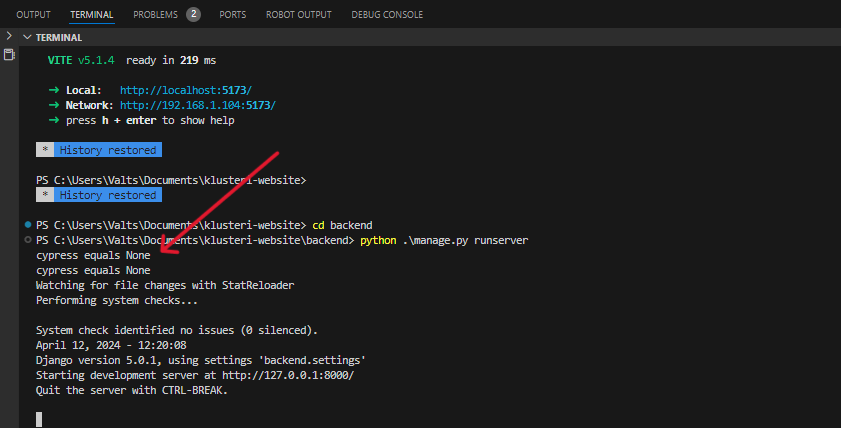 OUTPUT TERMINAL PROBLEMS 2 PORTS ROBOT OUTPUT DEBUG CONSOLE
TERMINAL
VITE v5.1.4 ready in 219 ms
➜ Local: http://localhost:5173/
➜ Network: http://192.168.1.104:5173/
➜ press h + enter to show help
* History restored
PS C:\Users\Valts\Documents\klusteri-website>
* History restored
PS C:\Users\Valts\Documents\klusteri-website> cd backend
PS C:\Users\Valts\Documents\klusteri-website\backend> python .\manage.py runserver
cypress equals None
cypress equals None
Watching for file changes with StatReloader
Performing system checks...
System check identified no issues (0 silenced).
April 12, 2024 - 12:20:08
Django version 5.0.1, using settings 'backend.settings'
Starting development server at http://127.0.0.1:8000/
Quit the server with CTRL-BREAK.